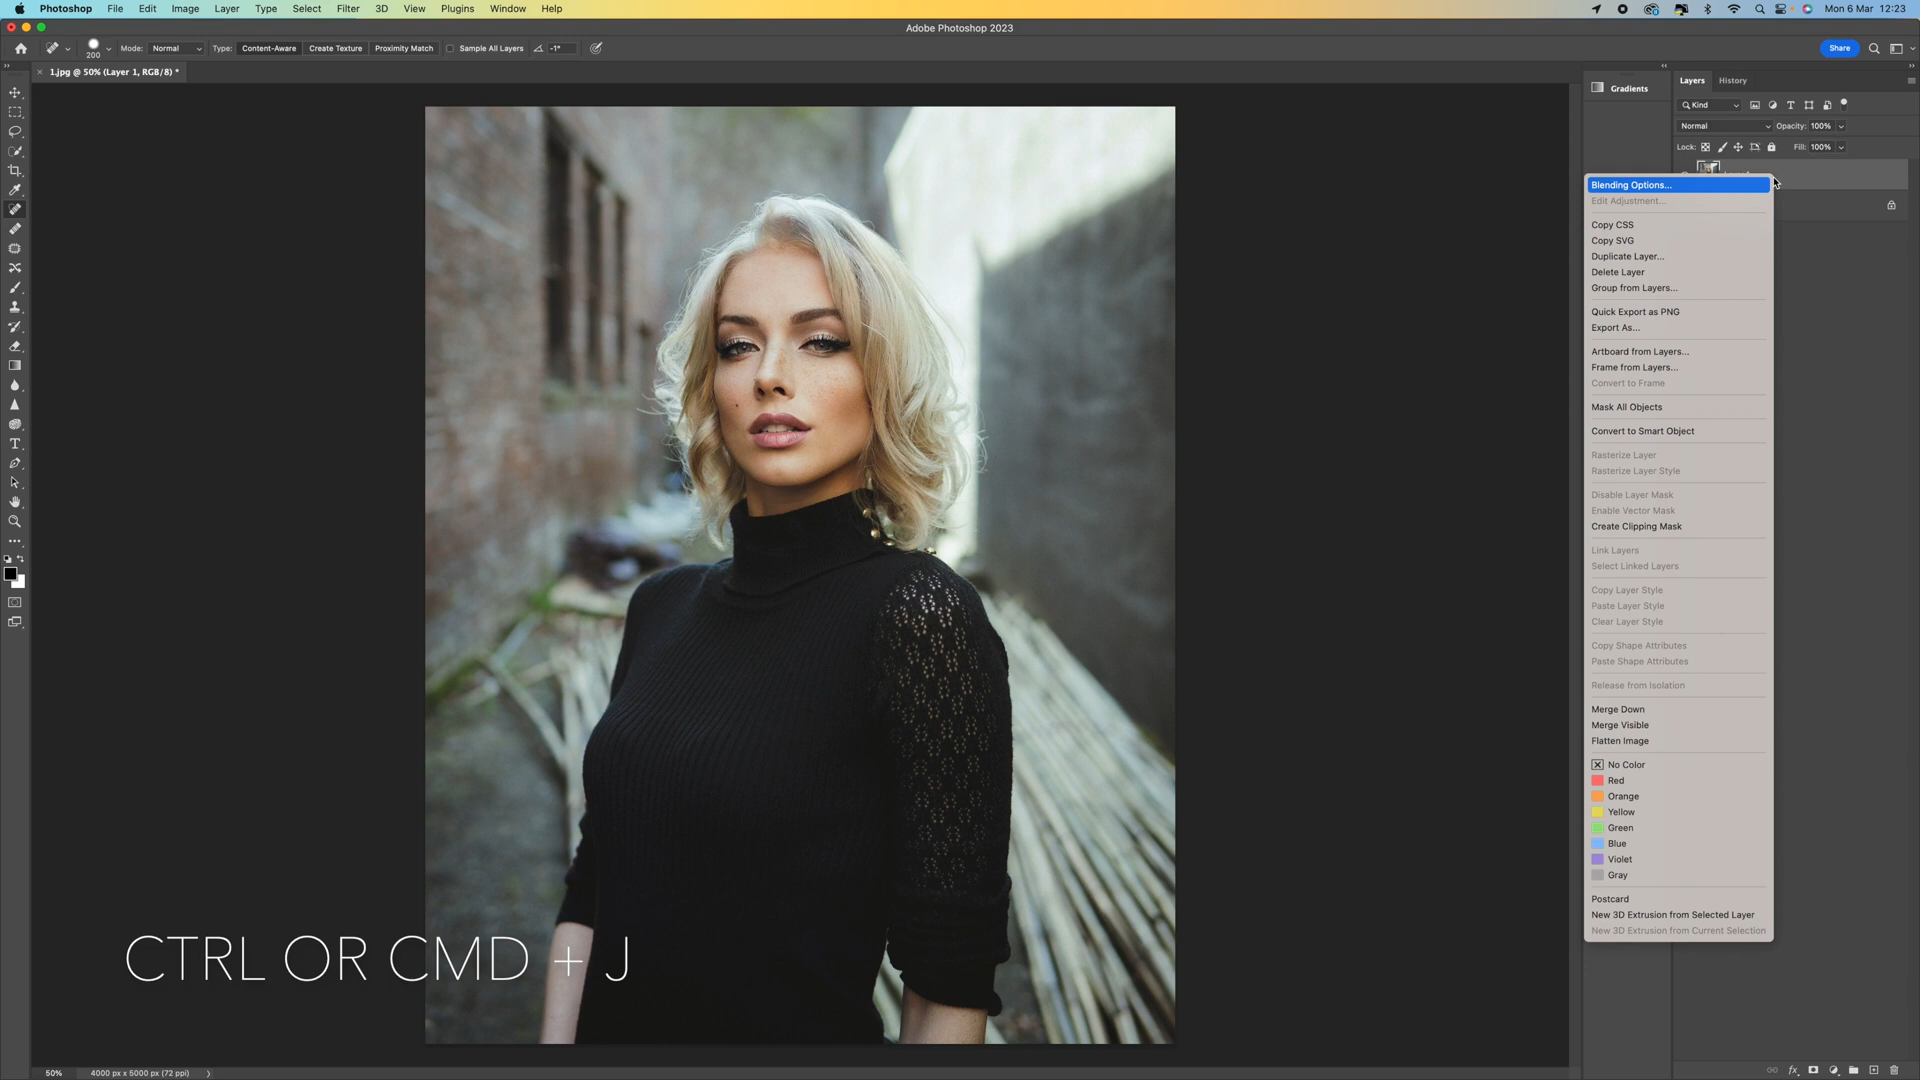 Photoshop File Edit Image Layer Type Select Filter 3D View Plugins Window Help Mon 6 Mar 12:23
Adobe Photoshop 2023
200 Mode: Normal Type: Content-Aware Create Texture Proximity Match Sample All Layers -1° Share
1.jpg @ 50% (Layer 1, RGB/8) *
Gradients
Layers History
Kind
Normal Opacity: 100%
Lock: Fill: 100%
Blending Options...
Edit Adjustment...
Copy CSS
Copy SVG
Duplicate Layer...
Delete Layer
Group from Layers...
Quick Export as PNG
Export As...
Artboard from Layers...
Frame from Layers...
Convert to Frame
Mask All Objects
Convert to Smart Object
Rasterize Layer
Rasterize Layer Style
Disable Layer Mask
Enable Vector Mask
Create Clipping Mask
Link Layers
Select Linked Layers
Copy Layer Style
Paste Layer Style
Clear Layer Style
Copy Shape Attributes
Paste Shape Attributes
Release from Isolation
Merge Down
Merge Visible
Flatten Image
No Color
Red
Orange
Yellow
Green
Blue
Violet
Gray
Postcard
New 3D Extrusion from Selected Layer
New 3D Extrusion from Current Selection
CTRL OR CMD + J
50% 4000 px x 5000 px (72 ppi)